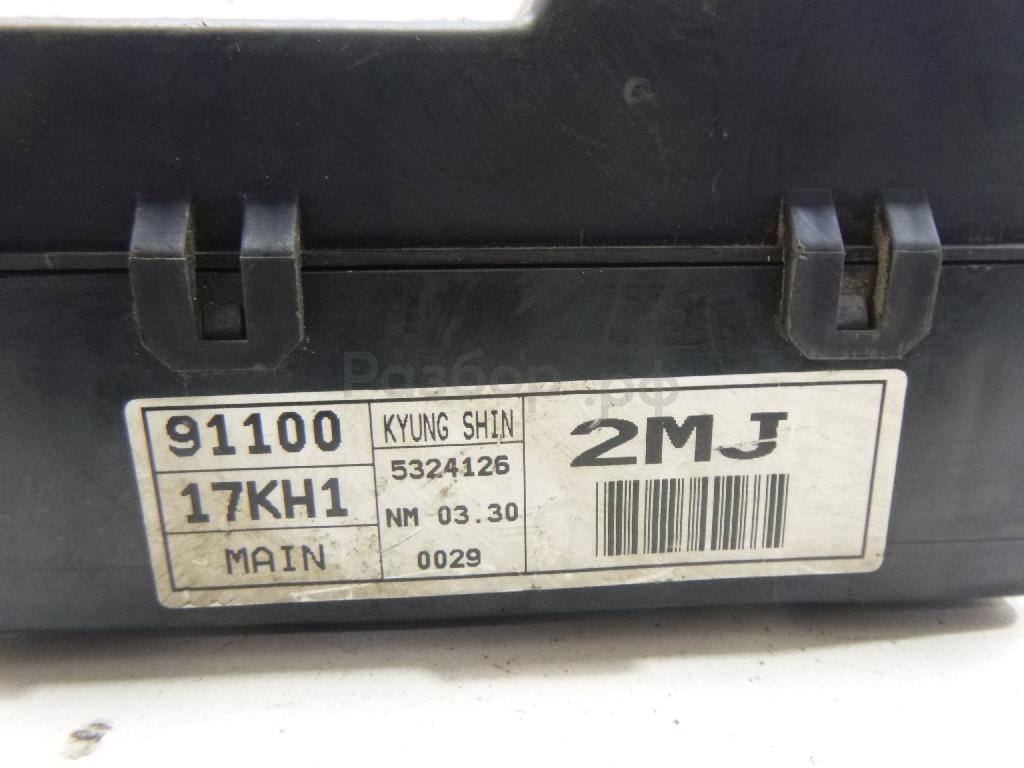 Разбор.рф
91100
17KH1
MAIN
KYUNG SHIN
5324126
NM 03.30
0029
2MJ